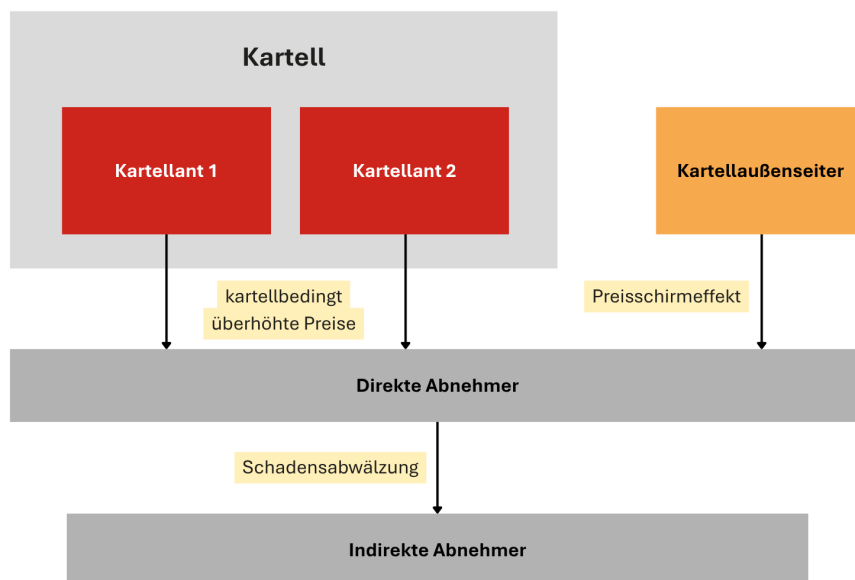 Kartell
Kartellant 1
Kartellant 2
Kartellaußenseiter
kartellbedingt
überhöhte Preise
Preisschirmeffekt
Direkte Abnehmer
Schadensabwälzung
Indirekte Abnehmer